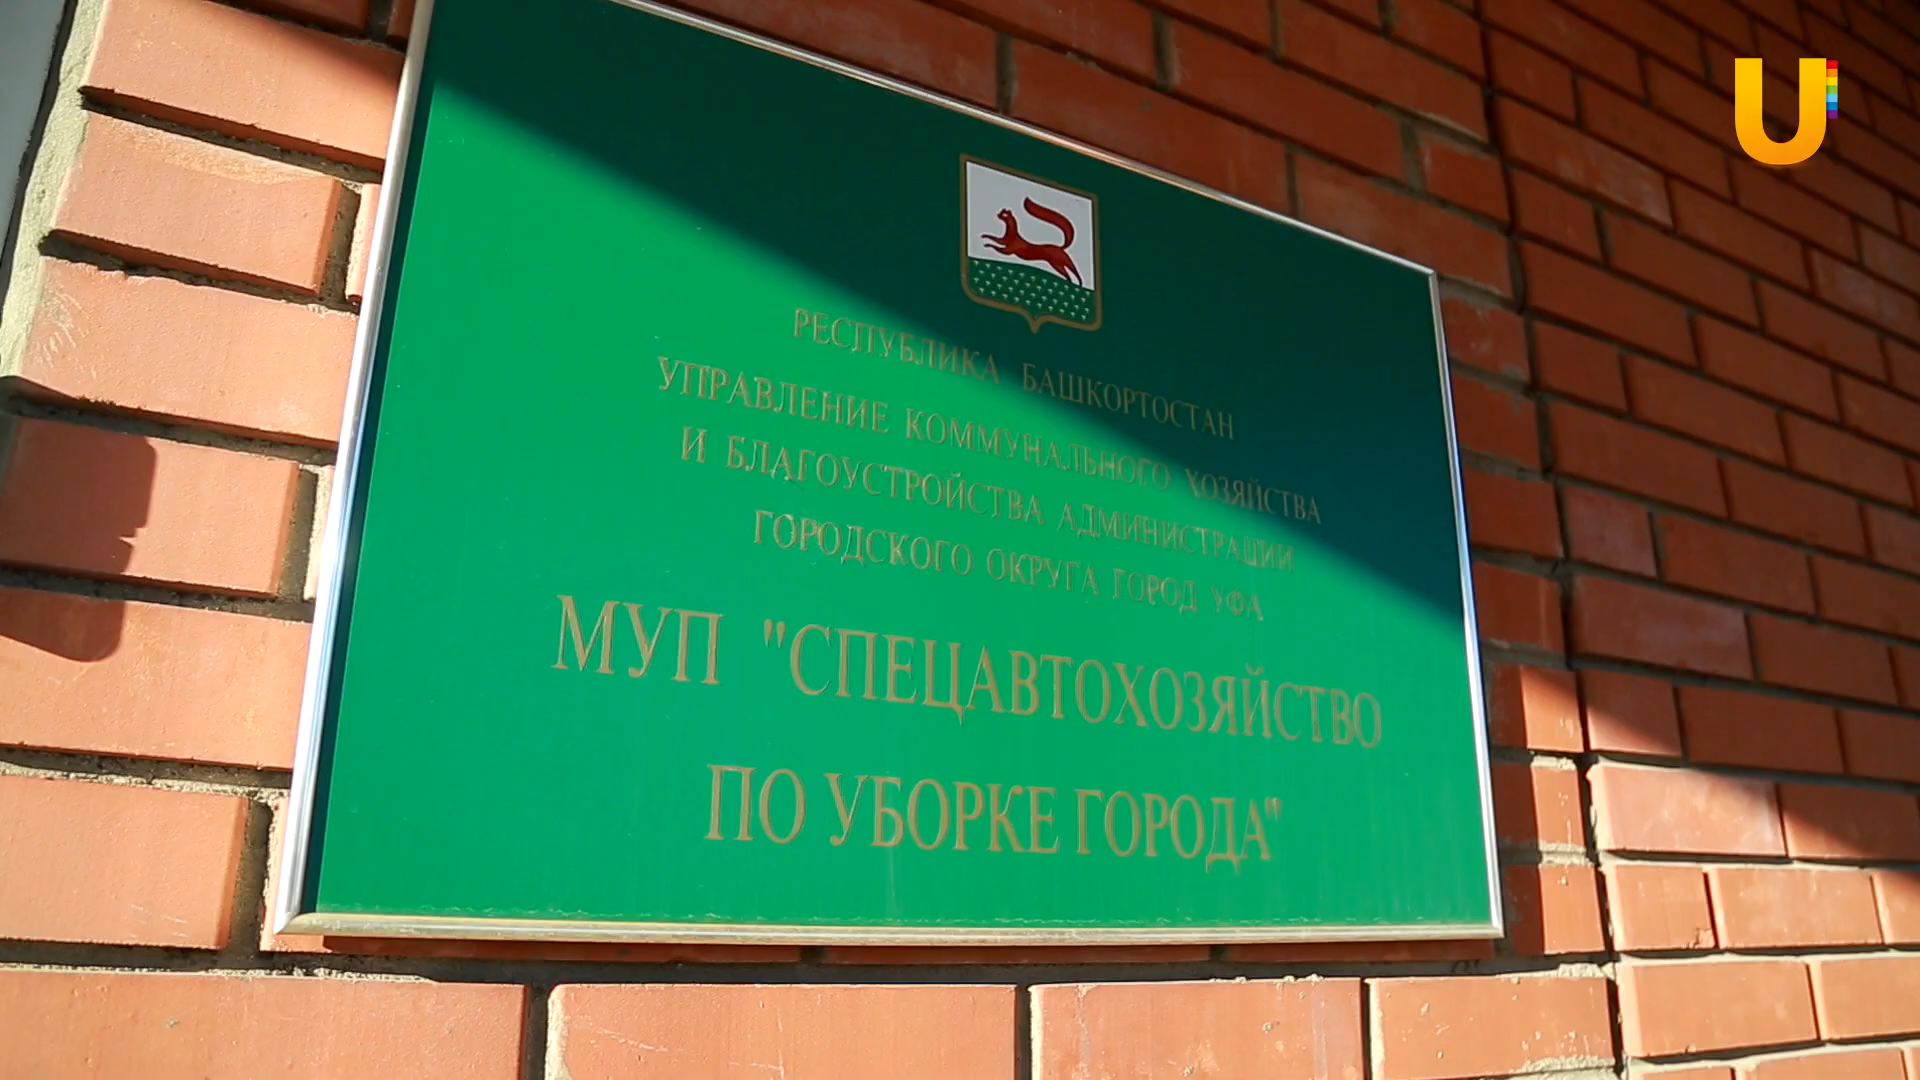 U
РЕСПУБЛИКА БАШКОРТОСТАН
УПРАВЛЕНИЕ КОММУНАЛЬНОГО ХОЗЯЙСТВА
И БЛАГОУСТРОЙСТВА АДМИНИСТРАЦИИ
ГОРОДСКОГО ОКРУГА ГОРОД УФА
МУП "СПЕЦАВТОХОЗЯЙСТВО
ПО УБОРКЕ ГОРОДА"